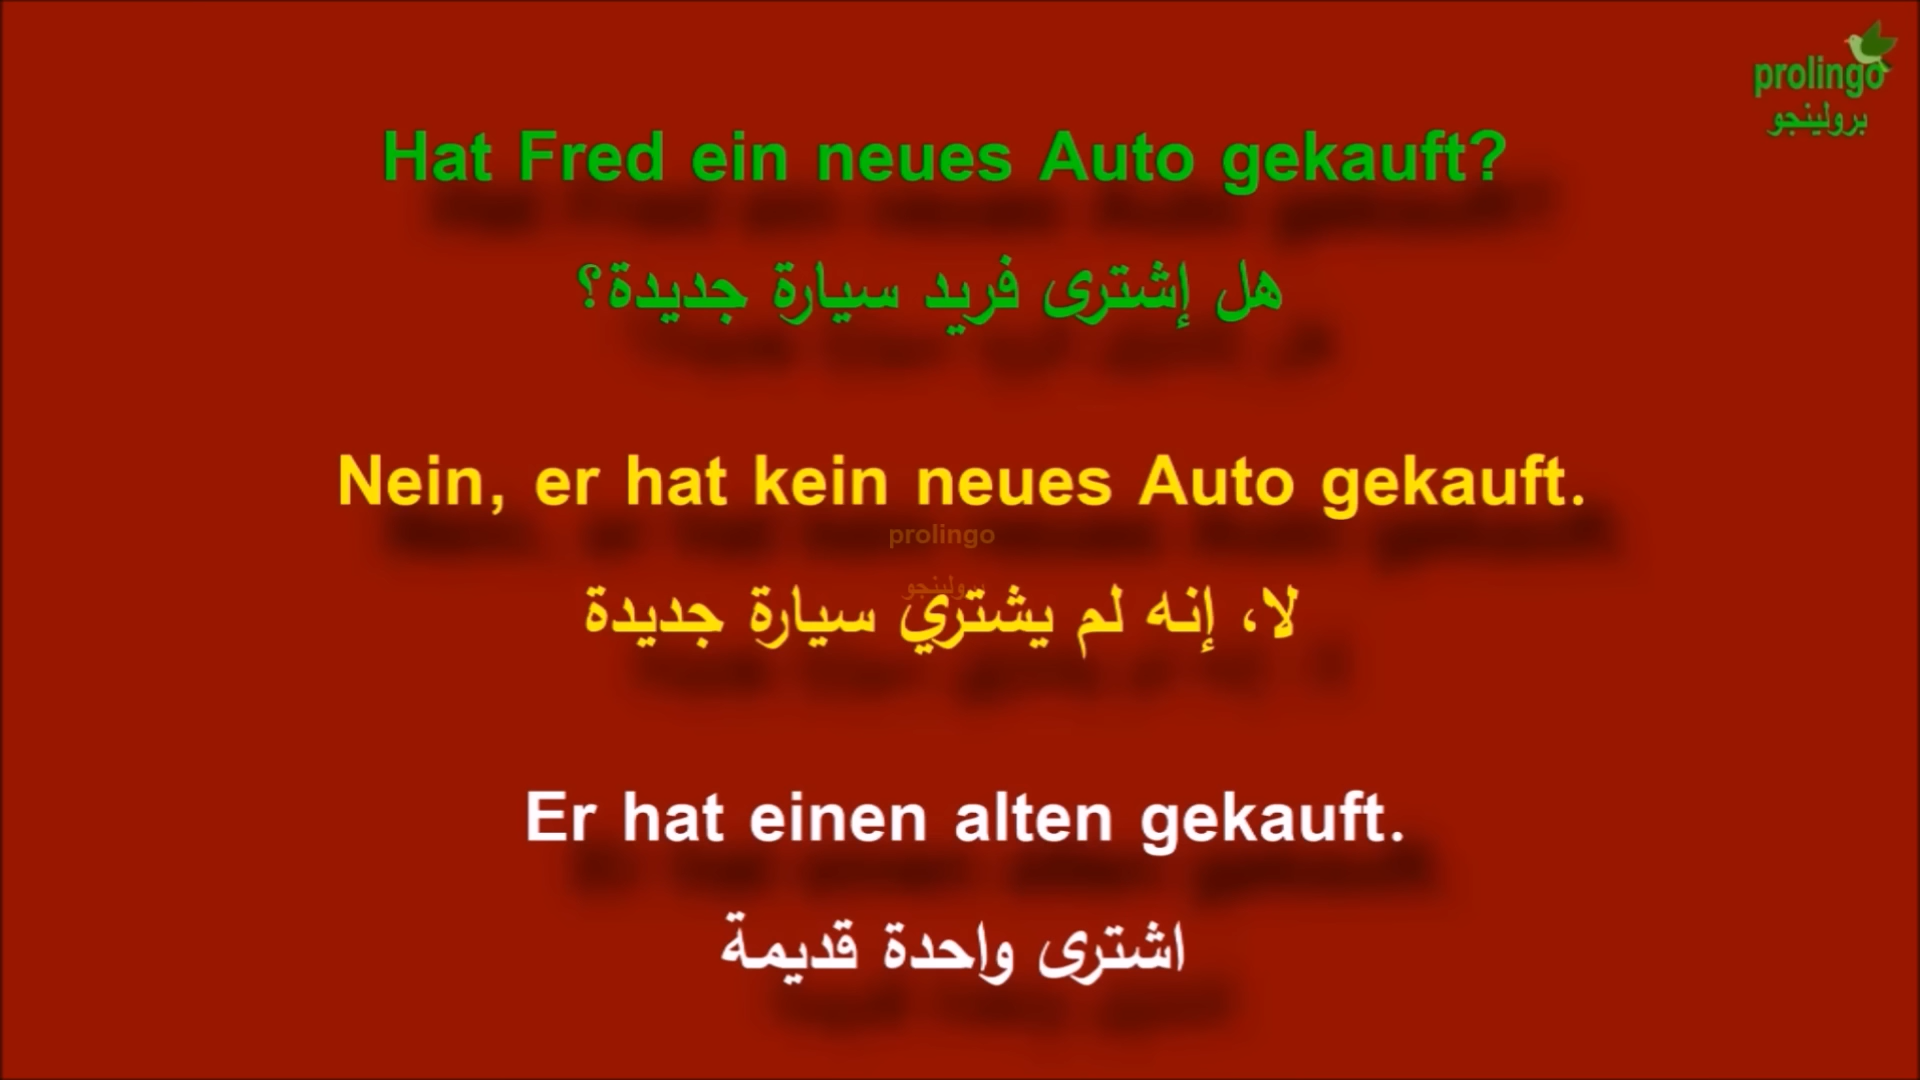 prolingo
برولينجو
Hat Fred ein neues Auto gekauft?
هل إشترى فريد سيارة جديدة؟
Nein, er hat kein neues Auto gekauft.
prolingo
برولينجو
لا، إنه لم يشتري سيارة جديدة
Er hat einen alten gekauft.
اشترى واحدة قديمة